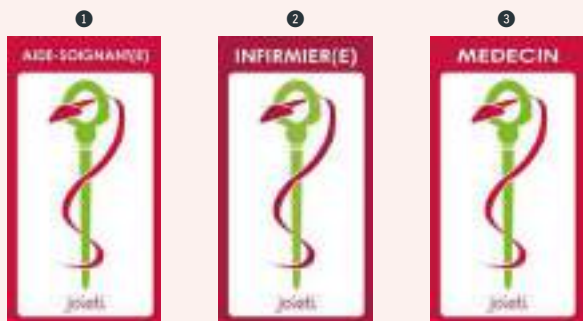 1
2
3
AIDE-SOIGNANT(E)
INFIRMIER(E)
MEDECIN
joieti
joieti
joieti